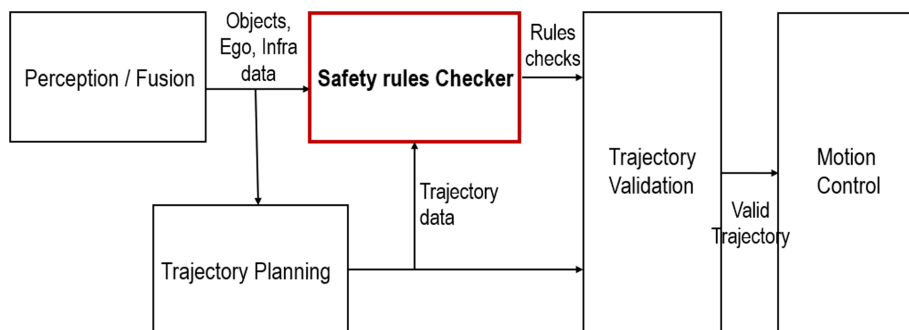 Objects,
Ego, Infra
data
Rules
checks
Perception / Fusion
Safety rules Checker
Trajectory
Validation
Motion
Control
Trajectory
data
Valid
Trajectory
Trajectory Planning